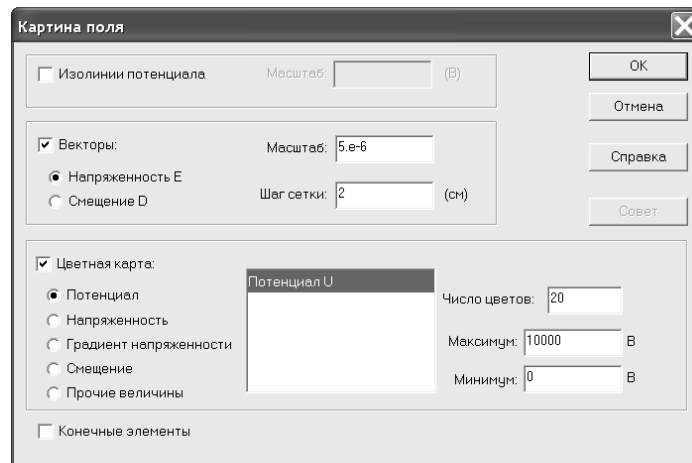 Картина поля
Изолинии потенциала Масштаб: (В)
OK
Отмена
Справка
Совет
Векторы: Масштаб: 5.e-6
Напряженность E
Смещение D Шаг сетки: 2 (см)
Цветная карта:
Потенциал
Напряженность
Градиент напряженности
Смещение
Прочие величины
Потенциал U
Число цветов: 20
Максимум: 10000 В
Минимум: 0 В
Конечные элементы